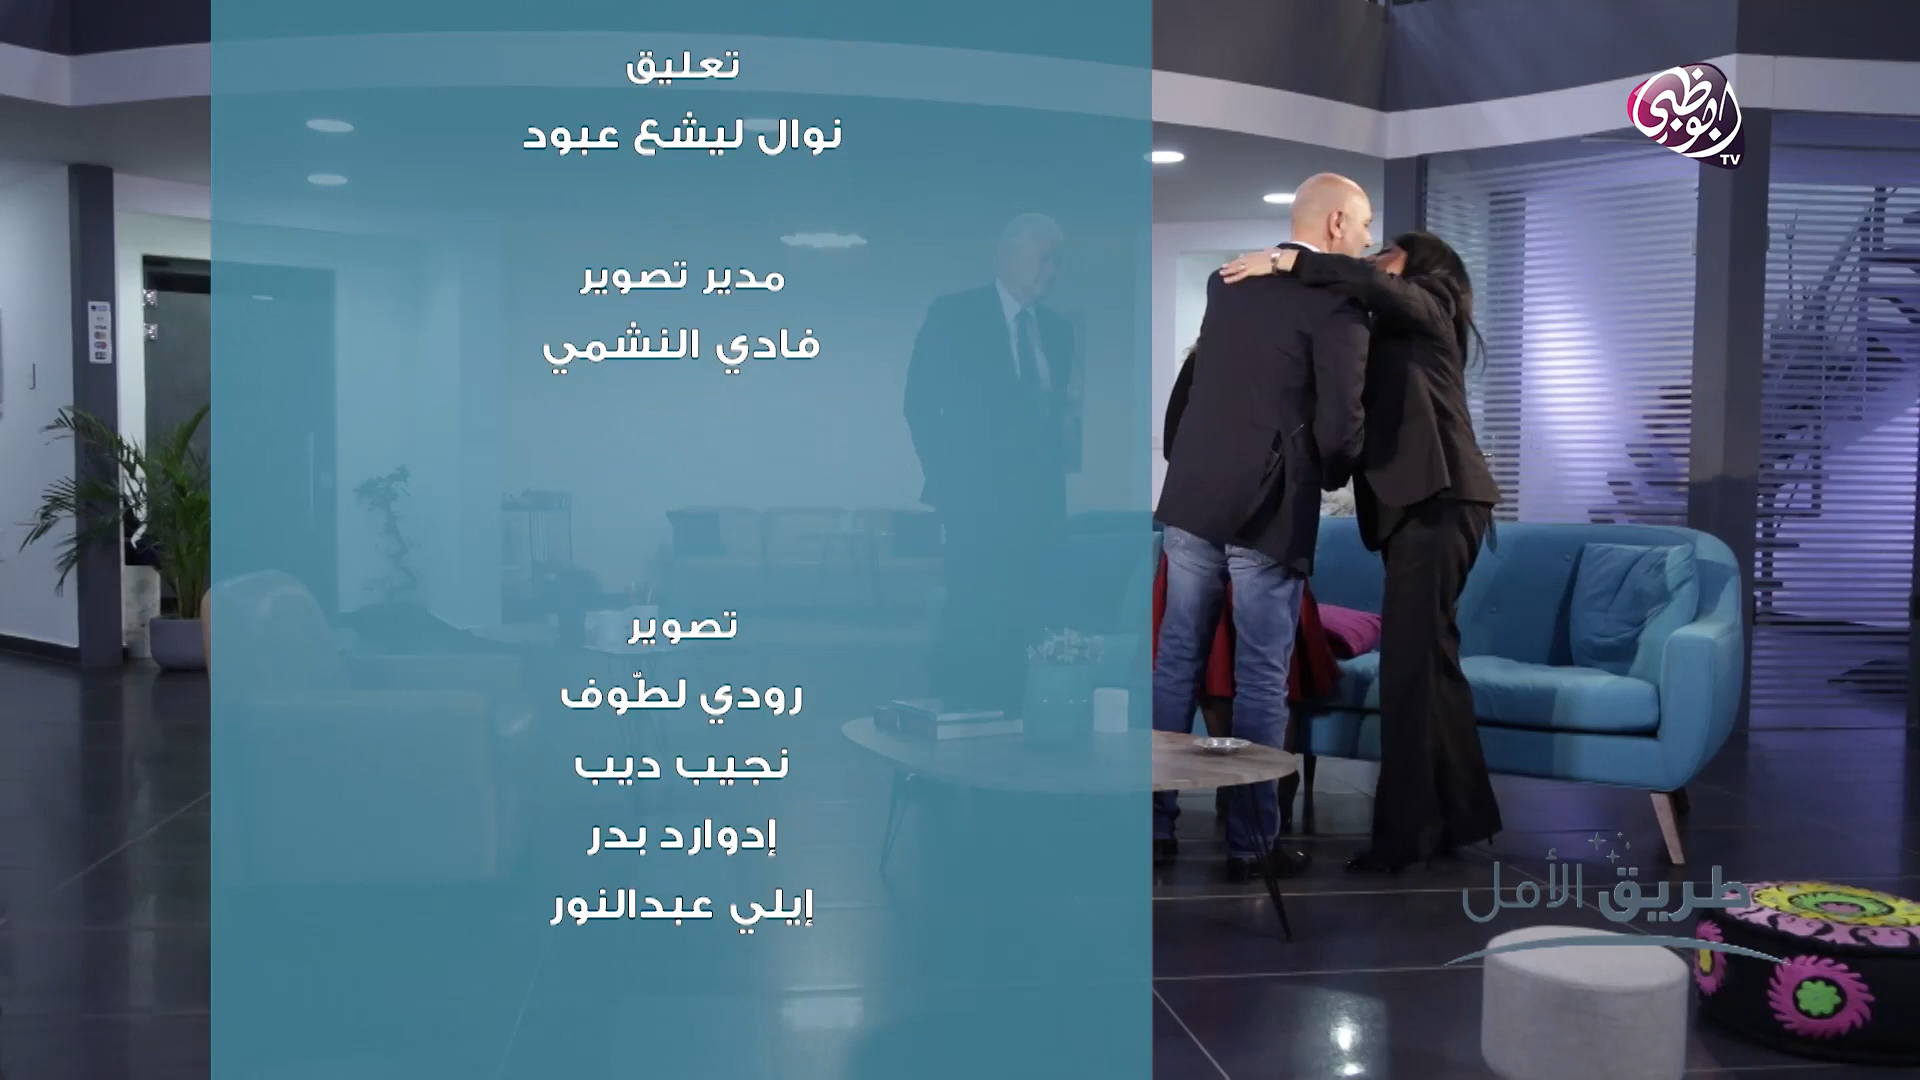 تعليق
نوال ليشع عبود
مدير تصوير
فادي النشمي
تصوير
رودي لطّوف
نجيب ديب
إدوارد بدر
إيلي عبدالنور
أبوظبي
TV
طريق الأمل